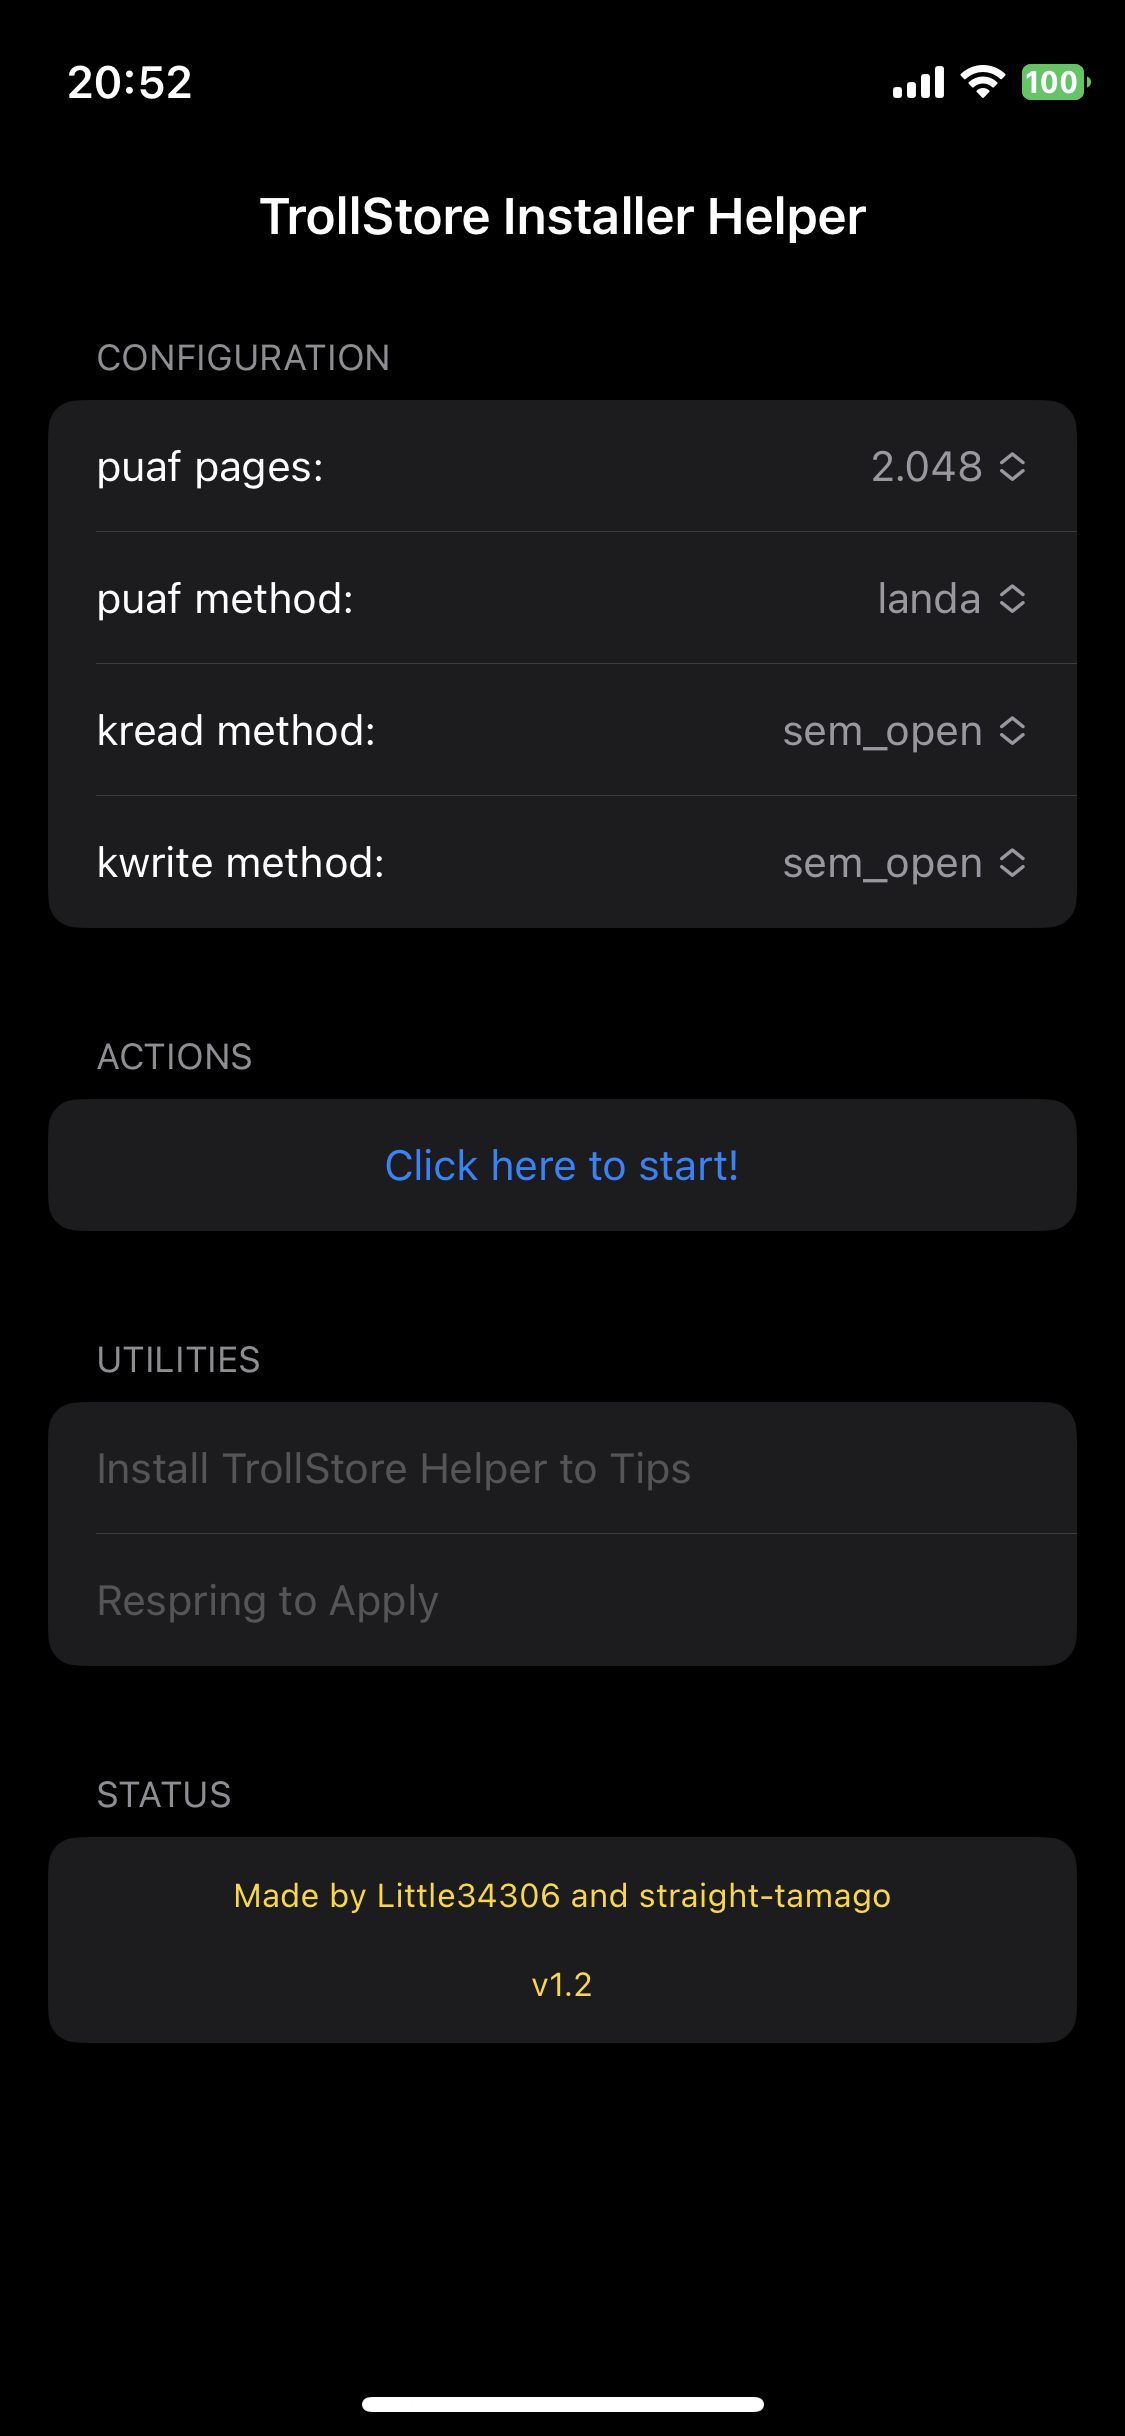 20:52
100
TrollStore Installer Helper
CONFIGURATION
puaf pages: 2.048
puaf method: landa
kread method: sem_open
kwrite method: sem_open
ACTIONS
Click here to start!
UTILITIES
Install TrollStore Helper to Tips
Respring to Apply
STATUS
Made by Little34306 and straight-tamago
v1.2